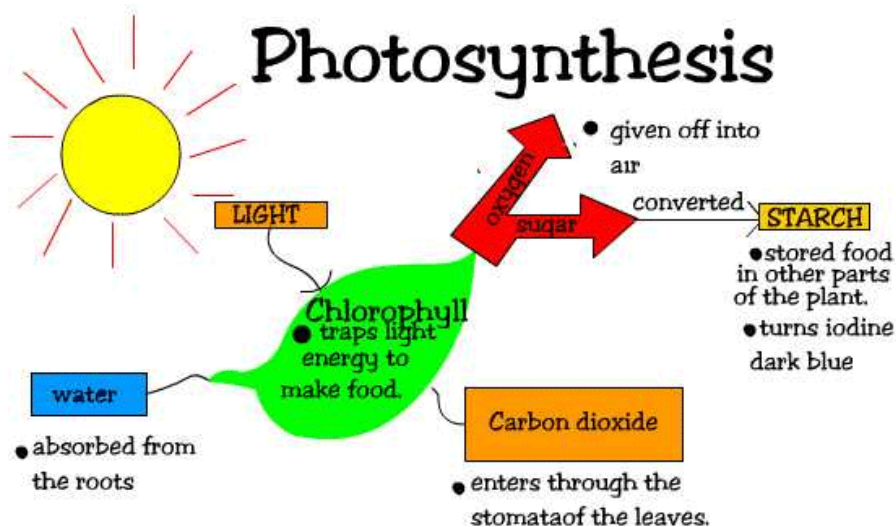 Photosynthesis
● given off into
air
oxygen
sugar
converted
STARCH
● stored food
in other parts
of the plant.
● turns iodine
dark blue
LIGHT
Chlorophyll
● traps light
energy to
make food.
water
● absorbed from
the roots
Carbon dioxide
● enters through the
stomataof the leaves.